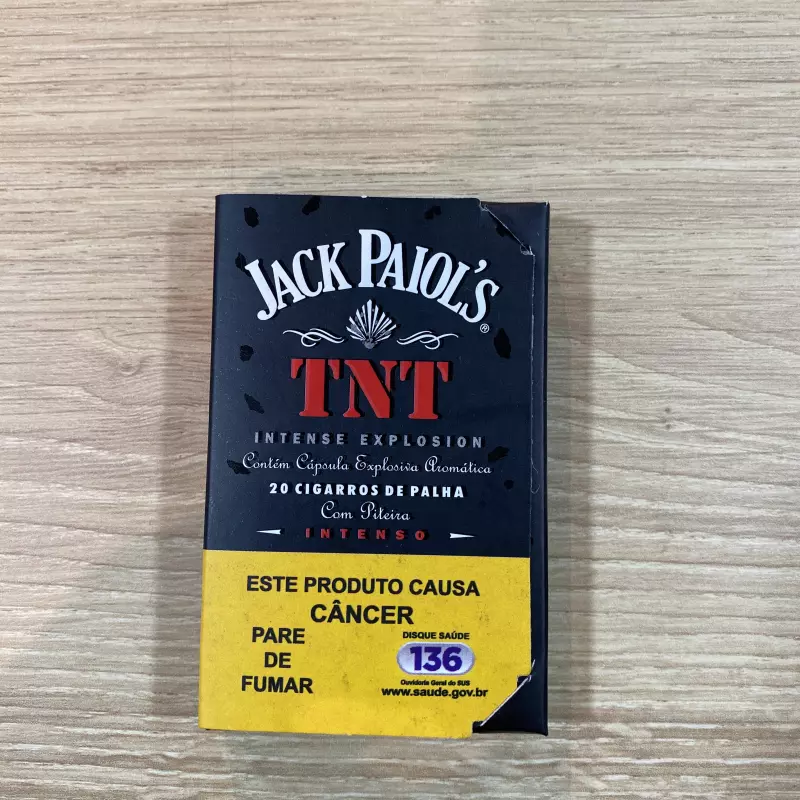 JACK PAIOL'S®
TNT
INTENSE EXPLOSION
Contém Cápsula Explosiva Aromática
20 CIGARROS DE PALHA
Com Piteira
INTENSO
ESTE PRODUTO CAUSA
CÂNCER
PARE
DE
FUMAR
DISQUE SAÚDE
136
Ouvidoria Geral do SUS
www.saude.gov.br